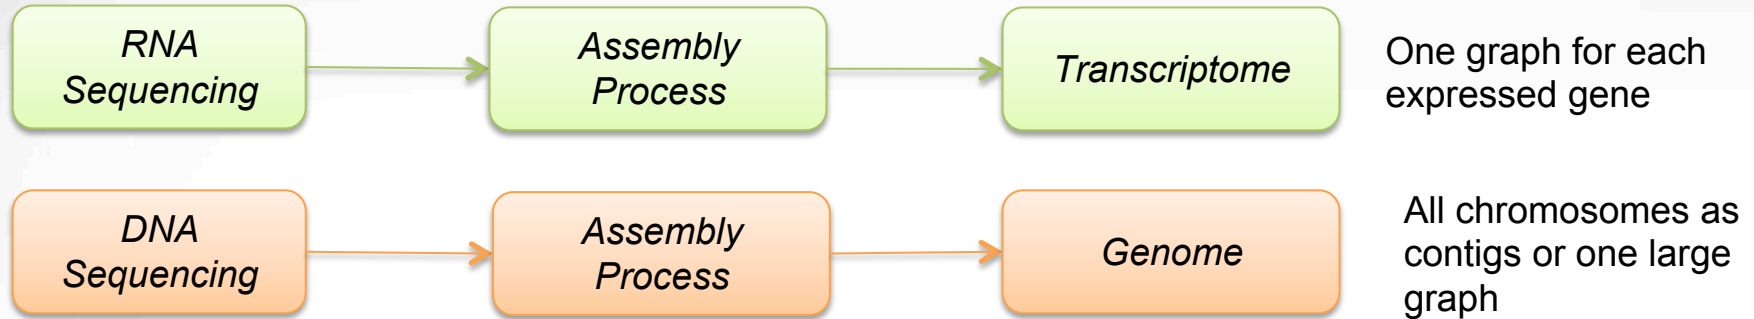 RNA
Sequencing
Assembly
Process
Transcriptome
One graph for each
expressed gene
DNA
Sequencing
Assembly
Process
Genome
All chromosomes as
contigs or one large
graph